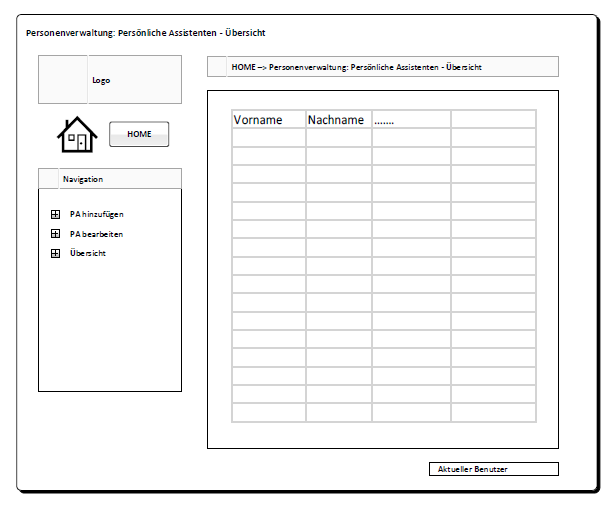 Personenverwaltung: Persönliche Assistenten - Übersicht
Logo
HOME --> Personenverwaltung: Persönliche Assistenten - Übersicht
HOME
Navigation
PA hinzufügen
PA bearbeiten
Übersicht
Vorname Nachname .......
Aktueller Benutzer